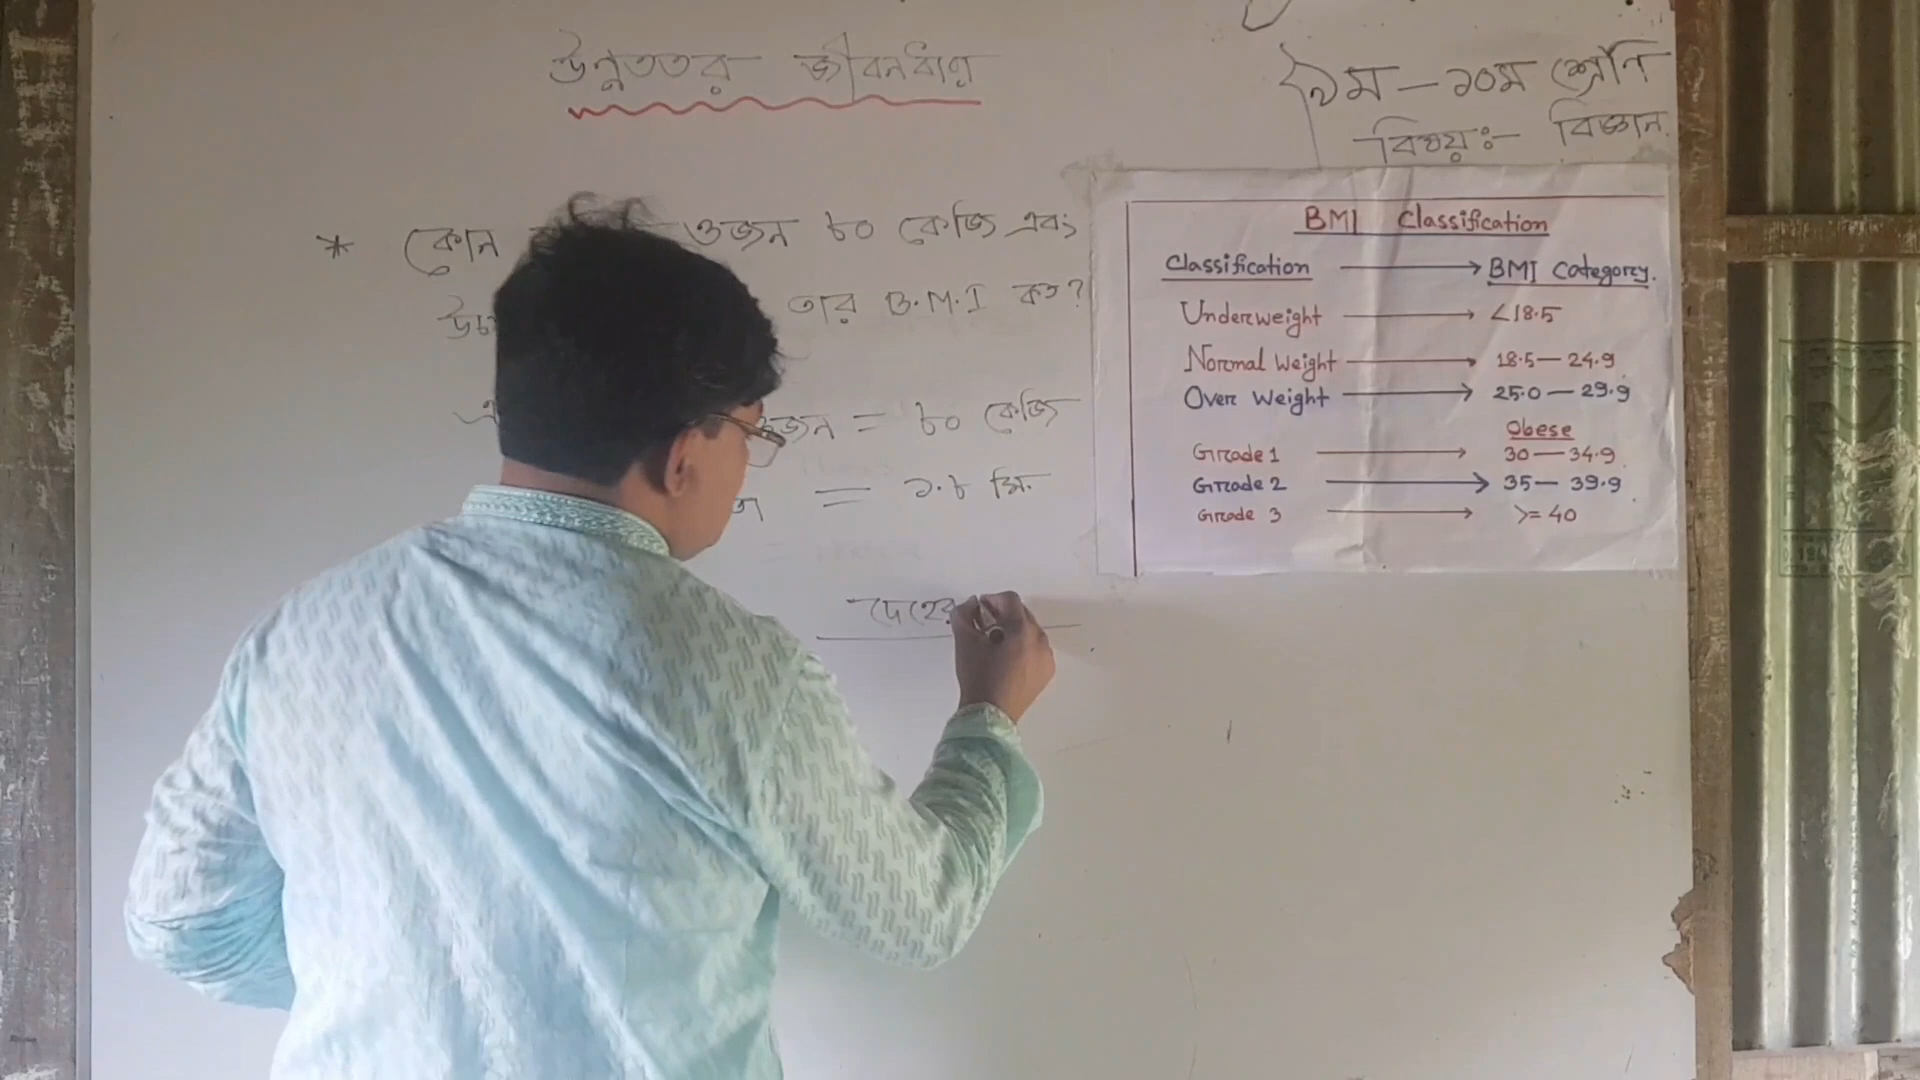 উন্নততর জীবনধারা
৯ম — ১০ম শ্রেণি
বিষয়ঃ- বিজ্ঞান
* কোন ওজন ৮০ কেজি এবং
তার B.M.I কত?
ওজন = ৮০ কেজি
= ১.৮ মি.
দেহের
BMI Classification
Classification → BMI Category.
Underweight → <18.5
Normal Weight → 18.5 — 24.9
Over Weight → 25.0 — 29.9
Obese
Grade 1 → 30 — 34.9
Grade 2 → 35 — 39.9
Grade 3 → >= 40